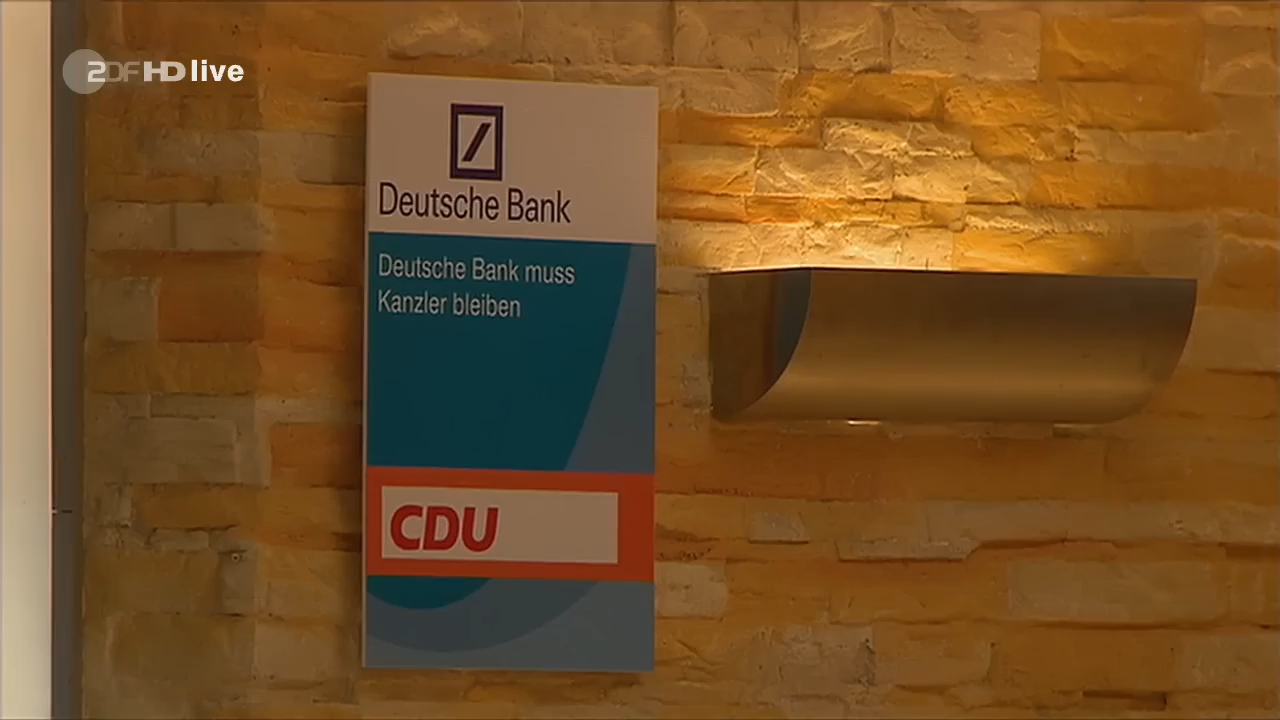 ZDF HD live
Deutsche Bank
Deutsche Bank muss
Kanzler bleiben
CDU